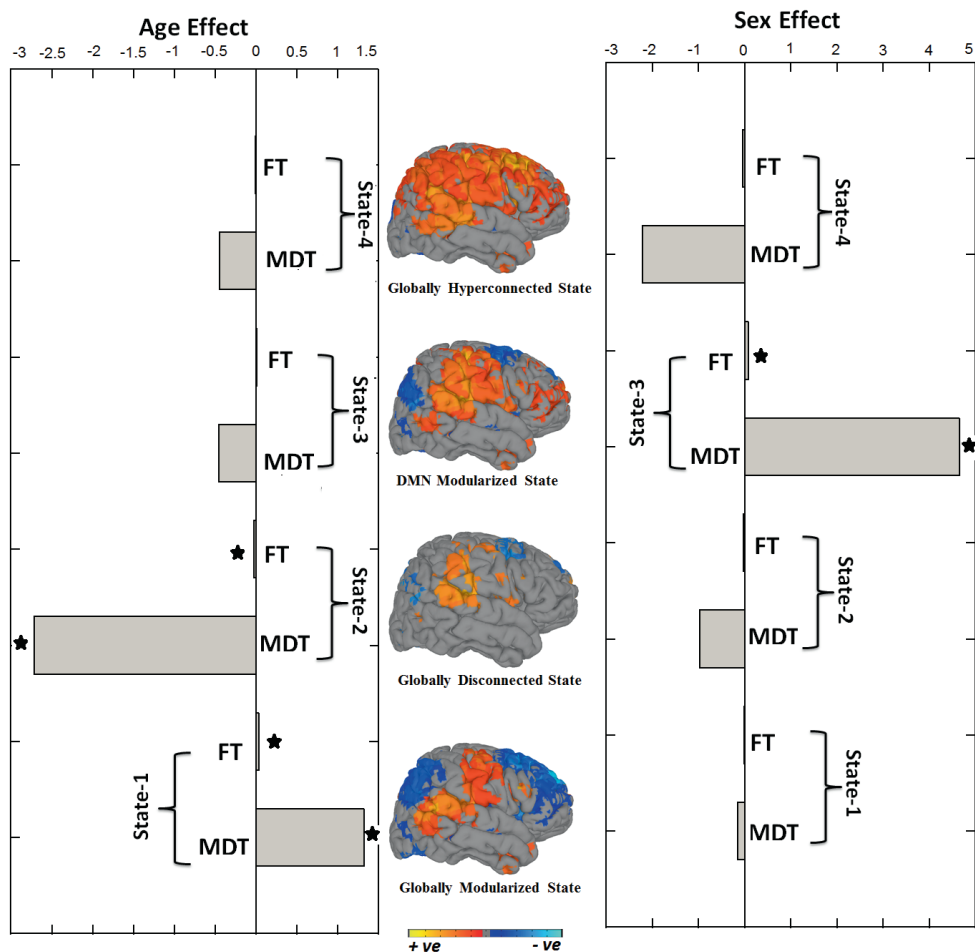 Age Effect
-3 -2.5 -1.5 -1 -0.5 0 0.5 1 1.5
FT
State-4
MDT
FT
State-3
MDT
FT
State-2
MDT
FT
State-1
MDT
Globally Hyperconnected State
DMN Modularized State
Globally Disconnected State
Globally Modularized State
+ ve - ve
Sex Effect
-3 -2 -1 0 1 2 3 4 5
FT
State-4
MDT
FT
State-3
MDT
FT
State-2
MDT
FT
State-1
MDT